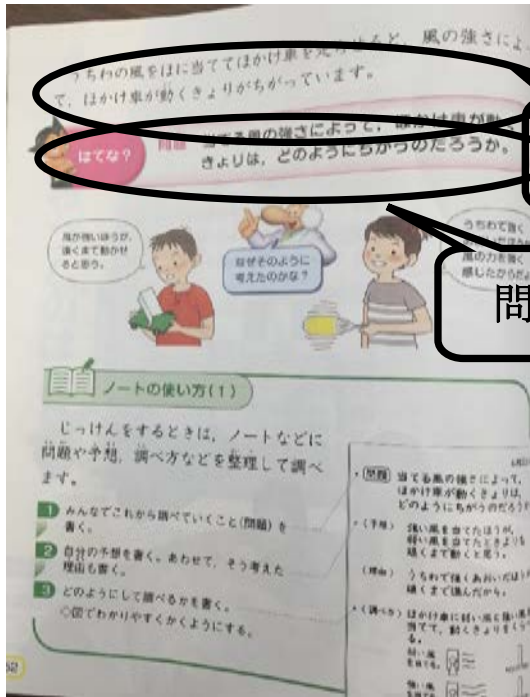 うちわの風をほに当ててほかけ車を走らせると、風の強さによ
て、ほかけ車が動くきょりがちがっています。
はてな?
問題 当てる風の強さによって、ほかけ車が動く
きょりは、どのようにちがうのだろうか。
風が強いほうが、
遠くまで動かせ
ると思う。
なぜそのように
考えたのかな?
うちわで強く
風の力を強く
感じたからだ
問
ノートの使い方(1)
じっけんをするときは、ノートなどに
問題や予想、調べ方などを整理して調べ
ます。
1 みんなでこれから調べていくこと(問題)を
書く。
2 自分の予想を書く。あわせて、そう考えた
理由も書く。
3 どのようにして調べるかを書く。
◇図でわかりやすくかくようにする。
・(問題) 当てる風の強さによって、
ほかけ車が動くきょりは、
どのようにちがうのだろうか
・(予想) 強い風を当てたほうが、
弱い風を当てたときよりも
遠くまで動くと思う。
(理由) うちわで強くあおいだほうが
遠くまで進んだから。
・(調べ方) ほかけ車に弱い風と強い風を
当てて、動くきょりを
る。
弱い風
を当てる。
強い風
を当てる。
52